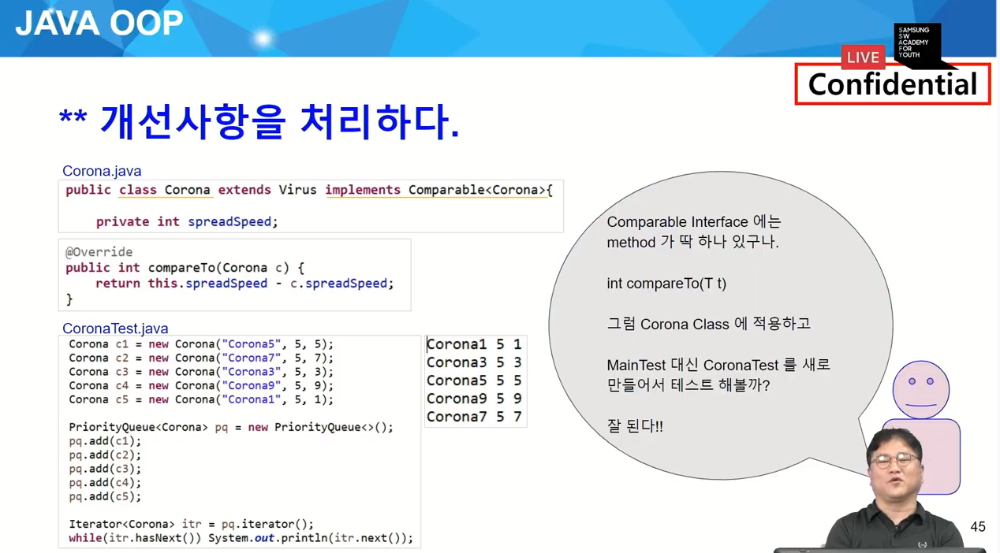 JAVA OOP
SAMSUNG
SW
ACADEMY
FOR
YOUTH
LIVE
Confidential
** 개선사항을 처리하다.
Corona.java
public class Corona extends Virus implements Comparable<Corona>{
private int spreadSpeed;
@Override
public int compareTo(Corona c) {
return this.spreadSpeed - c.spreadSpeed;
}
CoronaTest.java
Corona c1 = new Corona("Corona5", 5, 5);
Corona c2 = new Corona("Corona7", 5, 7);
Corona c3 = new Corona("Corona3", 5, 3);
Corona c4 = new Corona("Corona9", 5, 9);
Corona c5 = new Corona("Corona1", 5, 1);
PriorityQueue<Corona> pq = new PriorityQueue<>();
pq.add(c1);
pq.add(c2);
pq.add(c3);
pq.add(c4);
pq.add(c5);
Iterator<Corona> itr = pq.iterator();
while(itr.hasNext()) System.out.println(itr.next());
Corona1 5 1
Corona3 5 3
Corona5 5 5
Corona9 5 9
Corona7 5 7
Comparable Interface 에는
method 가 딱 하나 있구나.
int compareTo(T t)
그럼 Corona Class 에 적용하고
MainTest 대신 CoronaTest 를 새로
만들어서 테스트 해볼까?
잘 된다!!
45